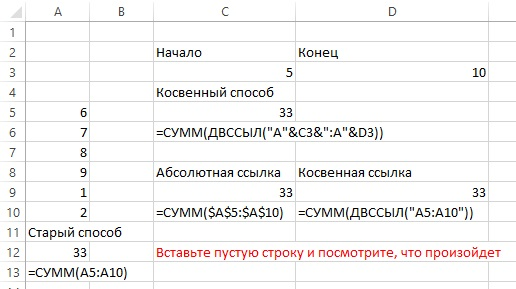 A B C D
1
2 Начало Конец
3 5 10
4 Косвенный способ
5 6 33
6 7 =СУММ(ДВССЫЛ("A"&C3&":A"&D3))
7 8
8 9 Абсолютная ссылка Косвенная ссылка
9 1 33 33
10 2 =СУММ($A$5:$A$10) =СУММ(ДВССЫЛ("A5:A10"))
11 Старый способ
12 33 Вставьте пустую строку и посмотрите, что произойдет
13 =СУММ(A5:A10)